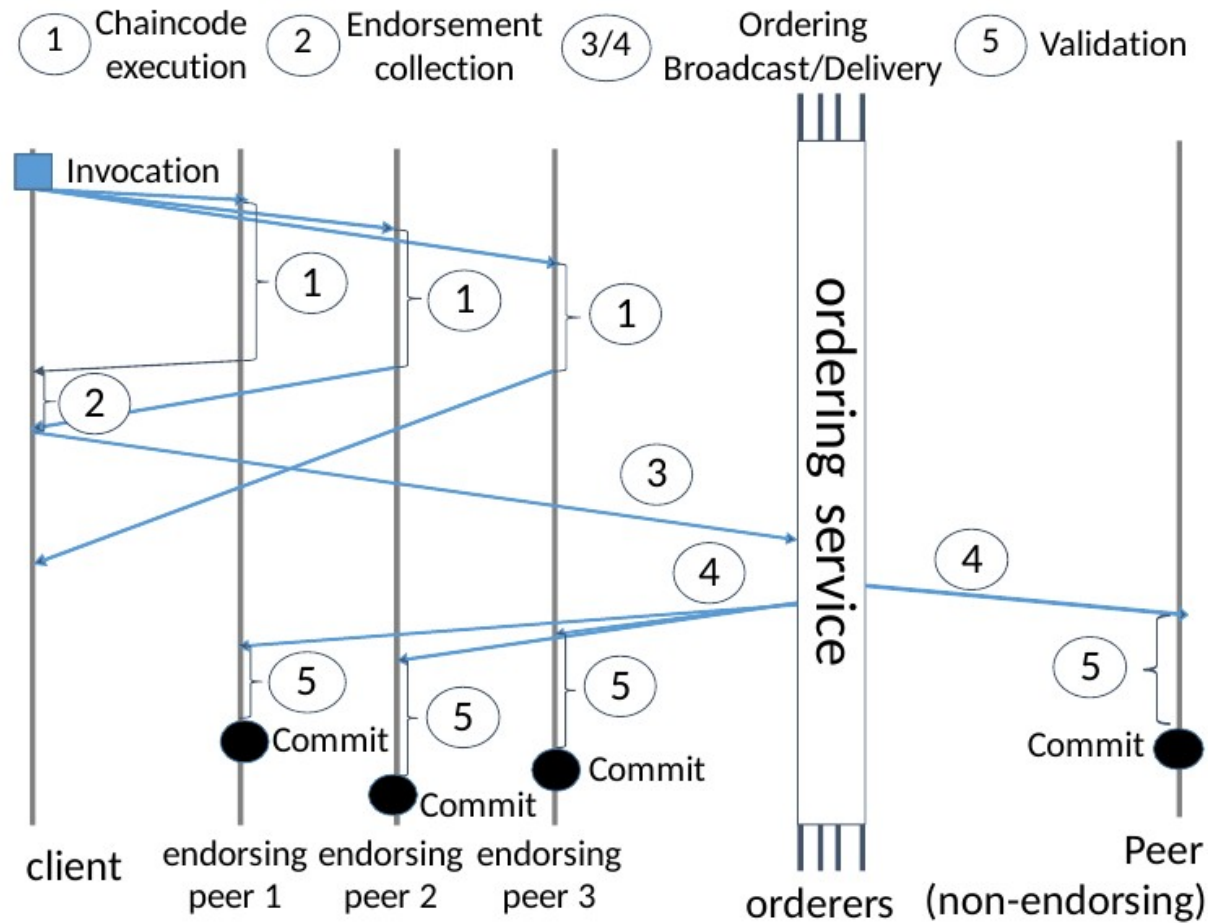 1 Chaincode
execution
2 Endorsement
collection
3/4 Ordering
Broadcast/Delivery
5 Validation
Invocation
1
1
1
2
3
4
4
5
5
5
5
Commit
Commit
Commit
Commit
ordering service
client
endorsing
peer 1
endorsing
peer 2
endorsing
peer 3
orderers
Peer
(non-endorsing)